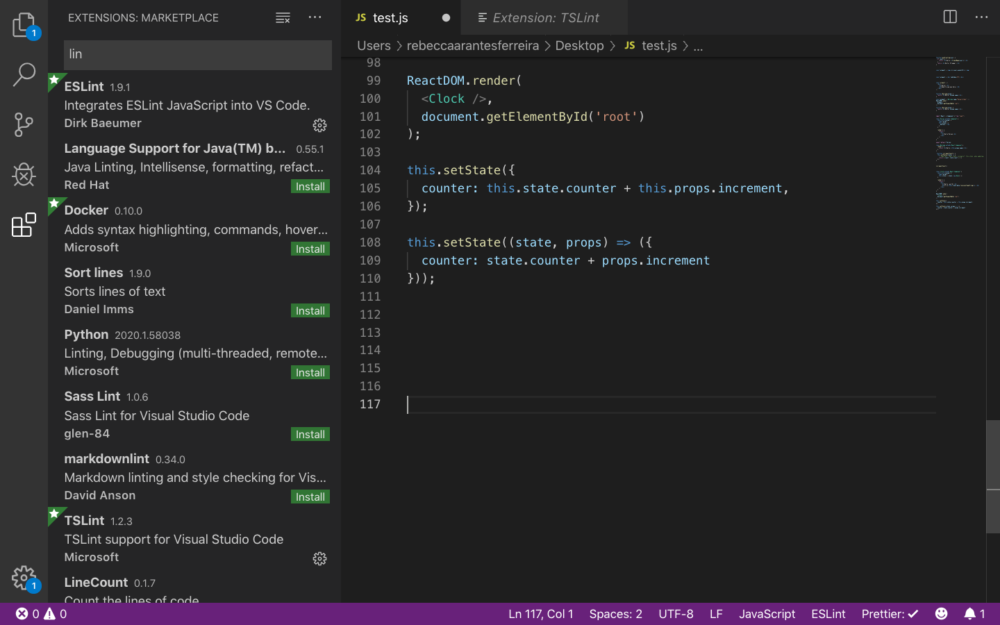 1
EXTENSIONS: MARKETPLACE
lin
ESLint 1.9.1
Integrates ESLint JavaScript into VS Code.
Dirk Baeumer
Language Support for Java(TM) b... 0.55.1
Java Linting, Intellisense, formatting, refact...
Red Hat Install
Docker 0.10.0
Adds syntax highlighting, commands, hover...
Microsoft Install
Sort lines 1.9.0
Sorts lines of text
Daniel Imms Install
Python 2020.1.58038
Linting, Debugging (multi-threaded, remote...
Microsoft Install
Sass Lint 1.0.6
Sass Lint for Visual Studio Code
glen-84 Install
markdownlint 0.34.0
Markdown linting and style checking for Vis...
David Anson Install
TSLint 1.2.3
TSLint support for Visual Studio Code
Microsoft
LineCount 0.1.7
Count the lines of code
1
JS test.js
Extension: TSLint
Users > rebeccaarantesferreira > Desktop > JS test.js > ...
98
99 ReactDOM.render(
100 <Clock />,
101 document.getElementById('root')
102 );
103
104 this.setState({
105 counter: this.state.counter + this.props.increment,
106 });
107
108 this.setState((state, props) => ({
109 counter: state.counter + props.increment
110 }));
111
112
113
114
115
116
117
0 0 Ln 117, Col 1 Spaces: 2 UTF-8 LF JavaScript ESLint Prettier: ✓ 1